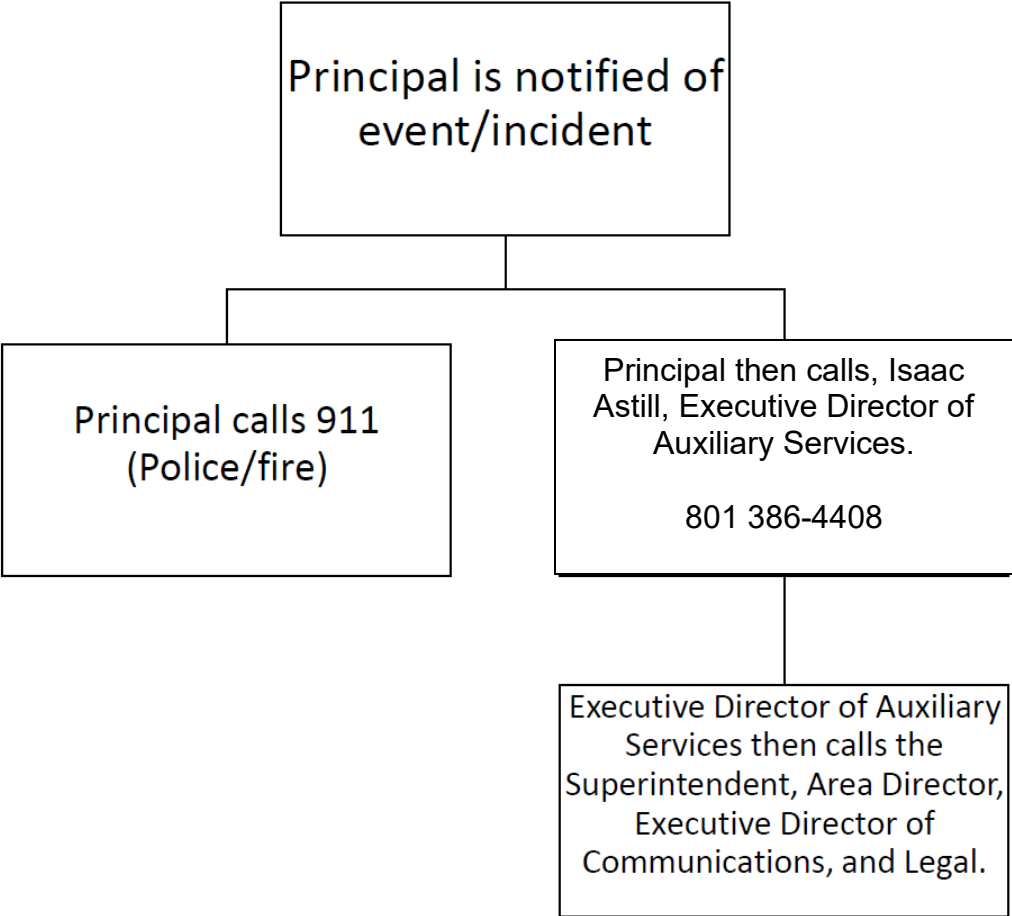 Principal is notified of
event/incident
Principal calls 911
(Police/fire)
Principal then calls, Isaac
Astill, Executive Director of
Auxiliary Services.
801 386-4408
Executive Director of Auxiliary
Services then calls the
Superintendent, Area Director,
Executive Director of
Communications, and Legal.